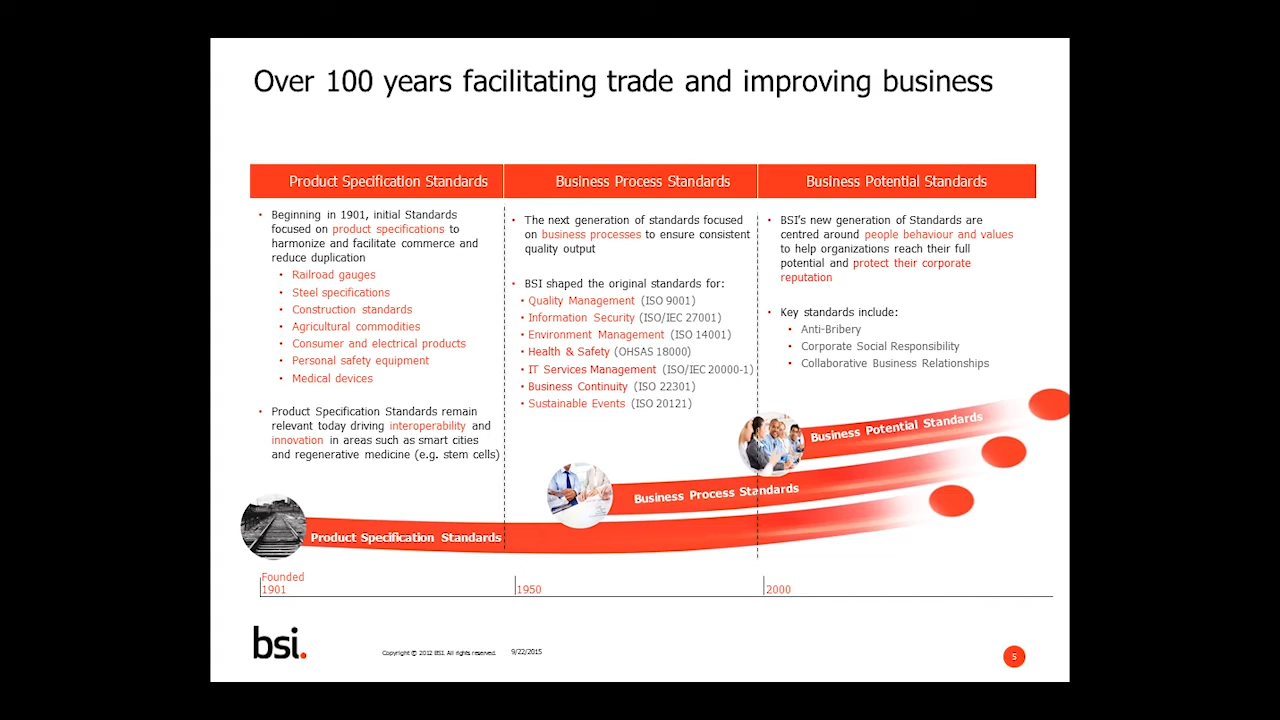 Over 100 years facilitating trade and improving business
Product Specification Standards
• Beginning in 1901, initial Standards
focused on product specifications to
harmonize and facilitate commerce and
reduce duplication
• Railroad gauges
• Steel specifications
• Construction standards
• Agricultural commodities
• Consumer and electrical products
• Personal safety equipment
• Medical devices
• Product Specification Standards remain
relevant today driving interoperability and
innovation in areas such as smart cities
and regenerative medicine (e.g. stem cells)
Business Process Standards
• The next generation of standards focused
on business processes to ensure consistent
quality output
• BSI shaped the original standards for:
• Quality Management (ISO 9001)
• Information Security (ISO/IEC 27001)
• Environment Management (ISO 14001)
• Health & Safety (OHSAS 18000)
• IT Services Management (ISO/IEC 20000-1)
• Business Continuity (ISO 22301)
• Sustainable Events (ISO 20121)
Business Potential Standards
• BSI's new generation of Standards are
centred around people behaviour and values
to help organizations reach their full
potential and protect their corporate
reputation
• Key standards include:
• Anti-Bribery
• Corporate Social Responsibility
• Collaborative Business Relationships
Business Potential Standards
Business Process Standards
Product Specification Standards
Founded
1901
1950
2000
bsi.
Copyright © 2012 BSI. All rights reserved.
9/22/2015
5